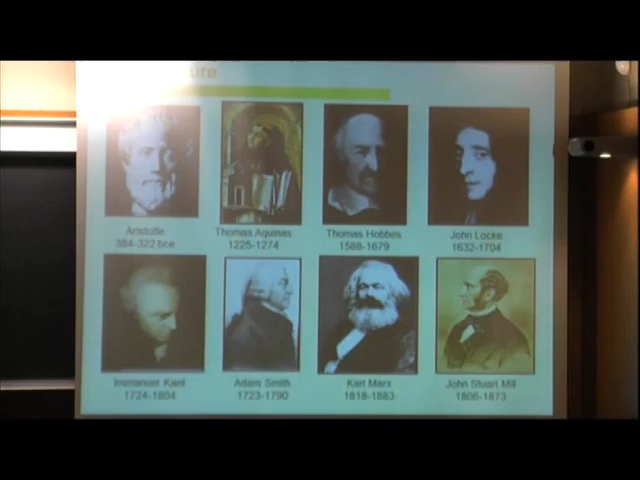 Aristotle
384-322 bce
Thomas Aquinas
1225-1274
Thomas Hobbes
1588-1679
John Locke
1632-1704
Immanuel Kant
1724-1804
Adam Smith
1723-1790
Karl Marx
1818-1883
John Stuart Mill
1806-1873